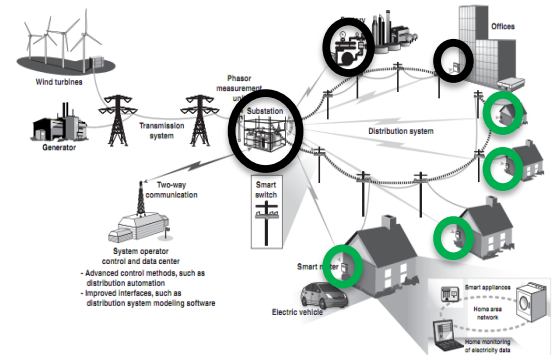 Offices
Wind turbines
Phasor
measurement
Substation
Transmission
system
Generator
Distribution system
Two-way
communication
Smart
switch
System operator
control and data center
- Advanced control methods, such as
distribution automation
- Improved interfaces, such as
distribution system modeling software
Smart
Electric vehicle
Smart appliances
Home area
network
Home monitoring
of electricity data